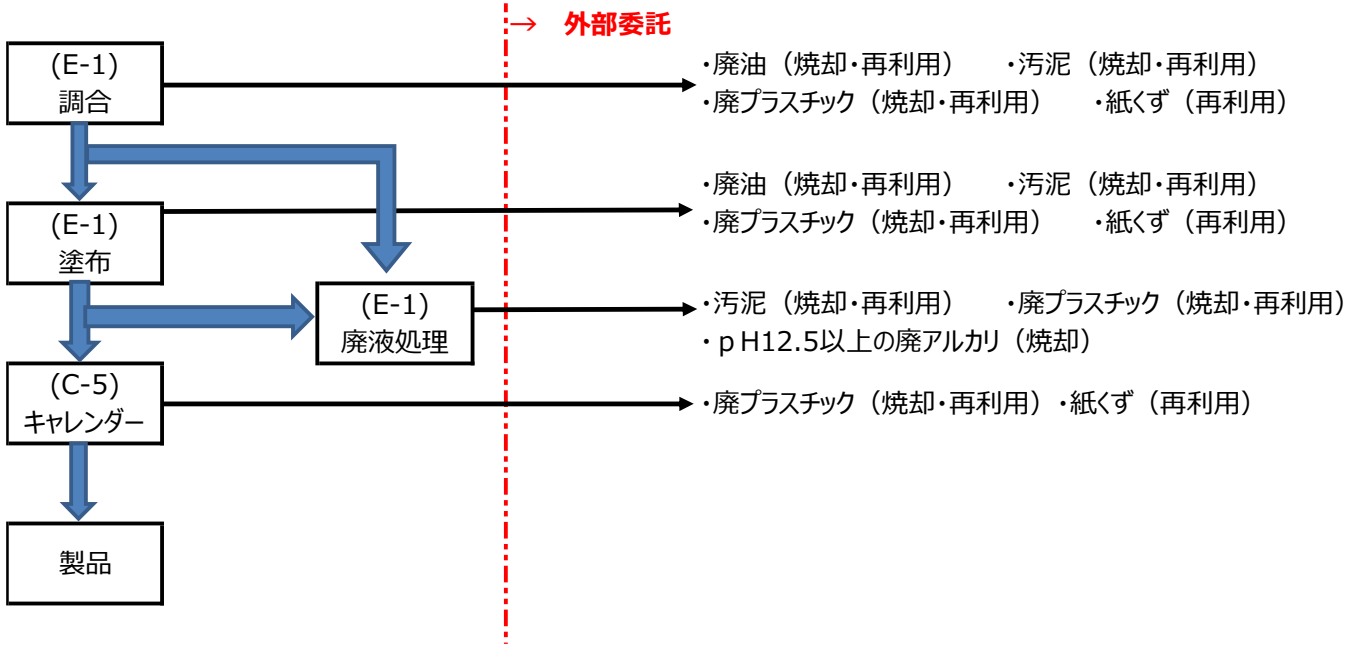 → 外部委託
(E-1)
調合
・廃油（焼却・再利用） ・汚泥（焼却・再利用）
・廃プラスチック（焼却・再利用） ・紙くず（再利用）
(E-1)
塗布
・廃油（焼却・再利用） ・汚泥（焼却・再利用）
・廃プラスチック（焼却・再利用） ・紙くず（再利用）
(E-1)
廃液処理
・汚泥（焼却・再利用） ・廃プラスチック（焼却・再利用）
・ｐH12.5以上の廃アルカリ（焼却）
(C-5)
キャレンダー
・廃プラスチック（焼却・再利用）・紙くず（再利用）
製品